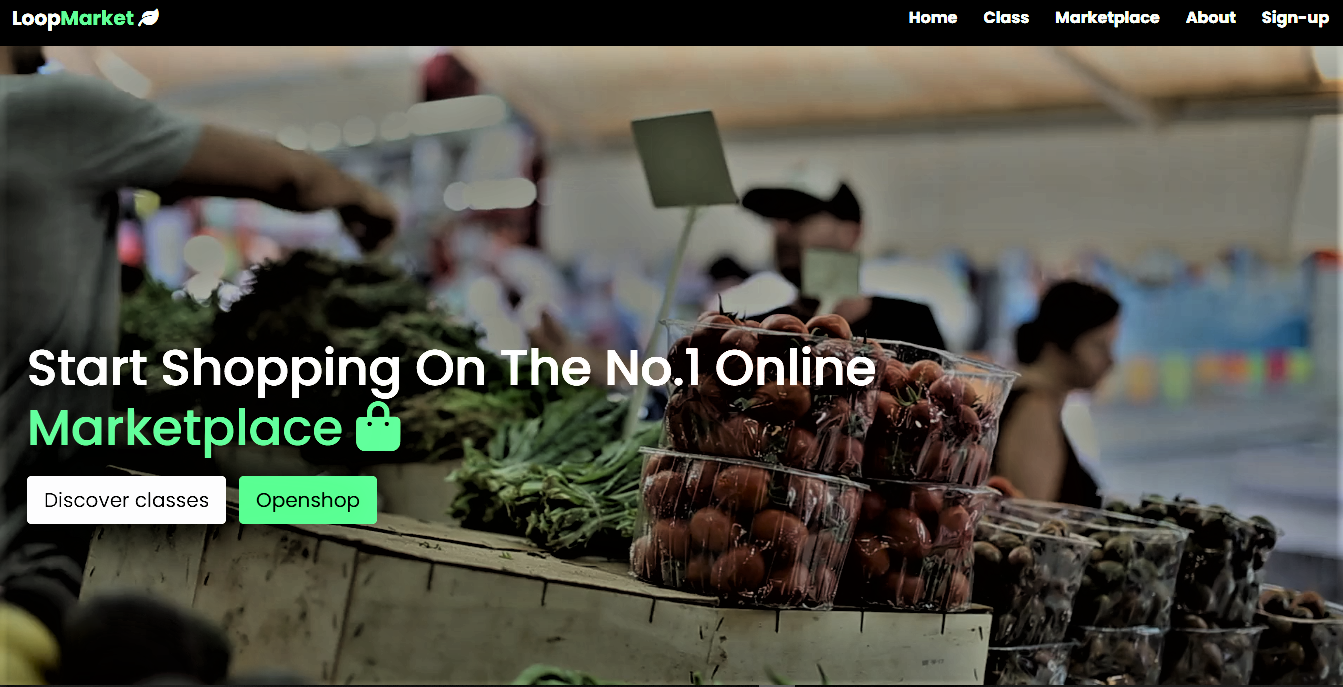 LoopMarket
Home Class Marketplace About Sign-up
Start Shopping On The No.1 Online
Marketplace
Discover classes
Openshop